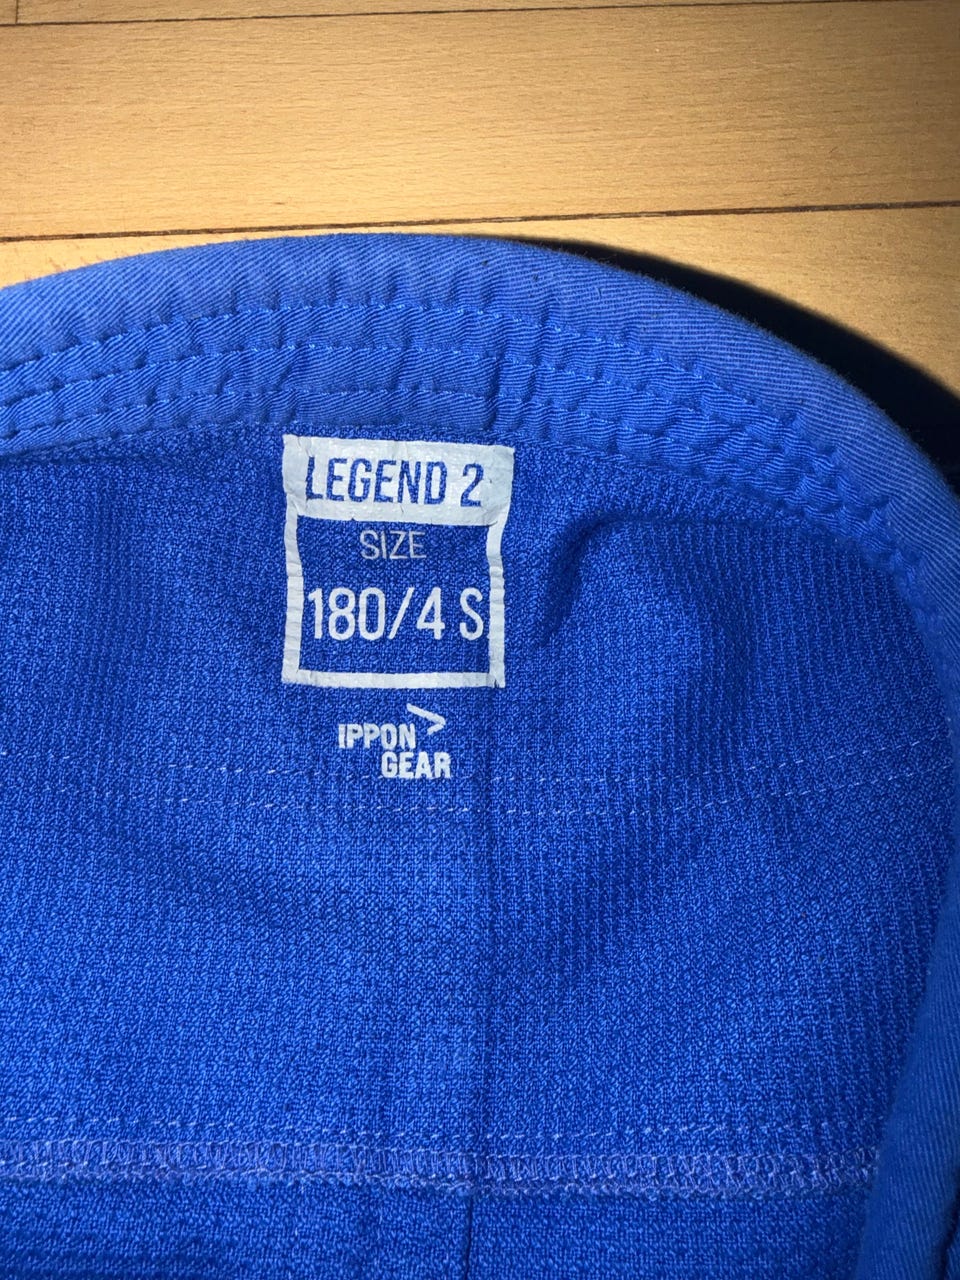 LEGEND 2
SIZE
180/4 S
IPPON
GEAR